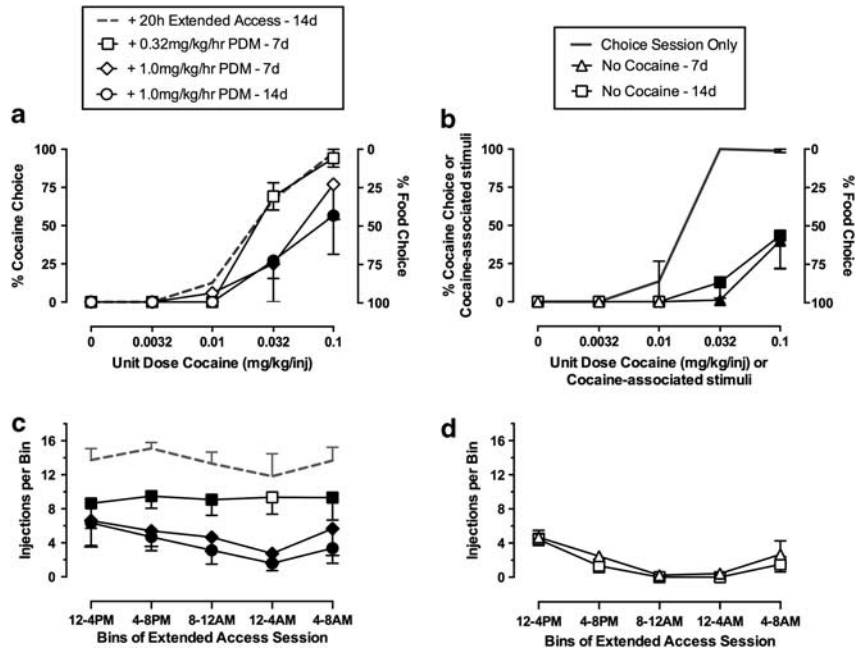 + 20h Extended Access - 14d
+ 0.32mg/kg/hr PDM - 7d
+ 1.0mg/kg/hr PDM - 7d
+ 1.0mg/kg/hr PDM - 14d
Choice Session Only
No Cocaine - 7d
No Cocaine - 14d
a
% Cocaine Choice
100
75
50
25
0
0
25
50
75
100
% Food Choice
0
0.0032
0.01
0.032
0.1
Unit Dose Cocaine (mg/kg/inj)
b
% Cocaine Choice or
Cocaine-associated stimuli
100
75
50
25
0
0
25
50
75
100
% Food Choice
0
0.0032
0.01
0.032
0.1
Unit Dose Cocaine (mg/kg/inj) or
Cocaine-associated stimuli
c
Injections per Bin
16
12
8
4
0
12-4PM
4-8PM
8-12AM
12-4AM
4-8AM
Bins of Extended Access Session
d
Injections per Bin
16
12
8
4
0
12-4PM
4-8PM
8-12AM
12-4AM
4-8AM
Bins of Extended Access Session